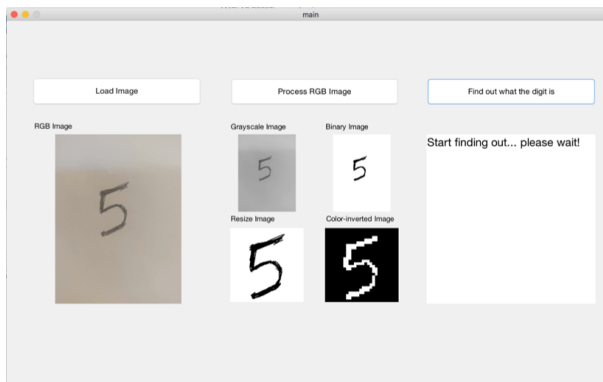 main
Load Image
Process RGB Image
Find out what the digit is
RGB Image
Grayscale Image
Binary Image
Start finding out... please wait!
5
5
5
Resize Image
Color-inverted Image
5
5